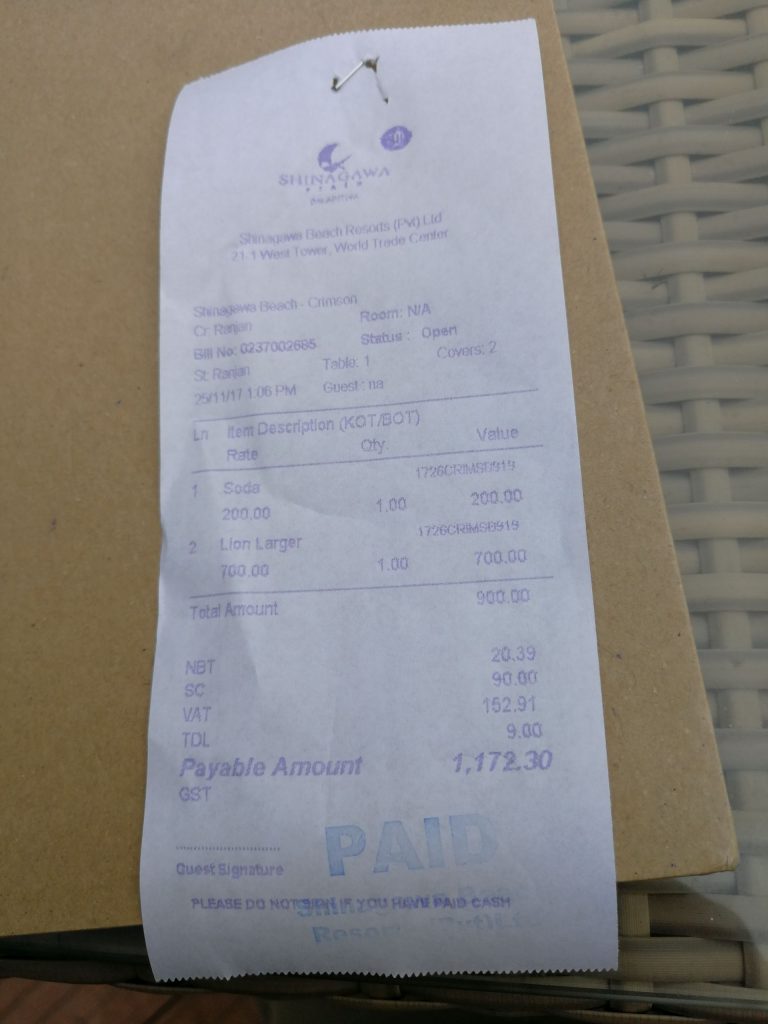 SHINAGAWA
BEACH
BALAPITIYA
Shinagawa Beach Resorts (Pvt) Ltd
21.1 West Tower, World Trade Center
Shinagawa Beach - Crimson
Cr: Ranjan Room: N/A
Bill No: 0237002685 Status : Open
St: Ranjan Table: 1 Covers: 2
25/11/17 1:06 PM Guest : na
Ln Item Description (KOT/BOT)
Rate Qty. Value
1 Soda 1726CRIMSB919
200.00 1.00 200.00
2 Lion Larger 1726CRIMSB919
700.00 1.00 700.00
Total Amount 900.00
NBT 20.39
SC 90.00
VAT 152.91
TDL 9.00
Payable Amount 1,172.30
GST
PAID
Guest Signature
PLEASE DO NOT SIGN IF YOU HAVE PAID CASH